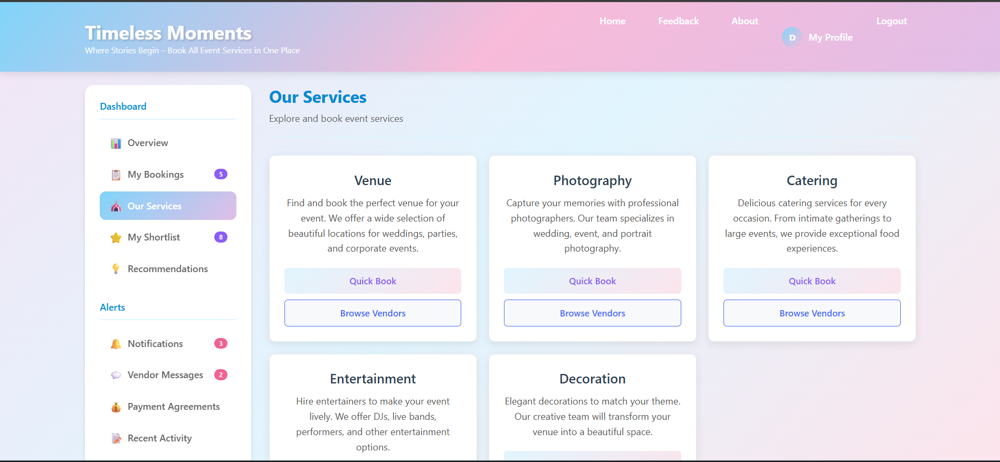 Timeless Moments
Where Stories Begin – Book All Event Services in One Place
Home
Feedback
About
D
My Profile
Logout
Dashboard
Overview
My Bookings
5
Our Services
My Shortlist
8
Recommendations
Alerts
Notifications
3
Vendor Messages
2
Payment Agreements
Recent Activity
Our Services
Explore and book event services
Venue
Find and book the perfect venue for your
event. We offer a wide selection of
beautiful locations for weddings, parties,
and corporate events.
Quick Book
Browse Vendors
Photography
Capture your memories with professional
photographers. Our team specializes in
wedding, event, and portrait
photography.
Quick Book
Browse Vendors
Catering
Delicious catering services for every
occasion. From intimate gatherings to
large events, we provide exceptional food
experiences.
Quick Book
Browse Vendors
Entertainment
Hire entertainers to make your event
lively. We offer DJs, live bands,
performers, and other entertainment
options.
Decoration
Elegant decorations to match your theme.
Our creative team will transform your
venue into a beautiful space.